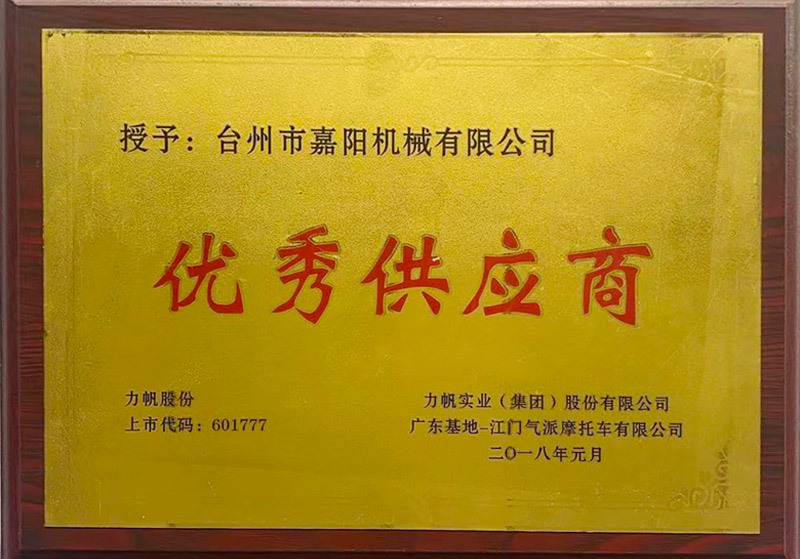 授予：台州市嘉阳机械有限公司
优秀供应商
力帆股份
上市代码：601777
力帆实业（集团）股份有限公司
广东基地-江门气派摩托车有限公司
二〇一八年元月